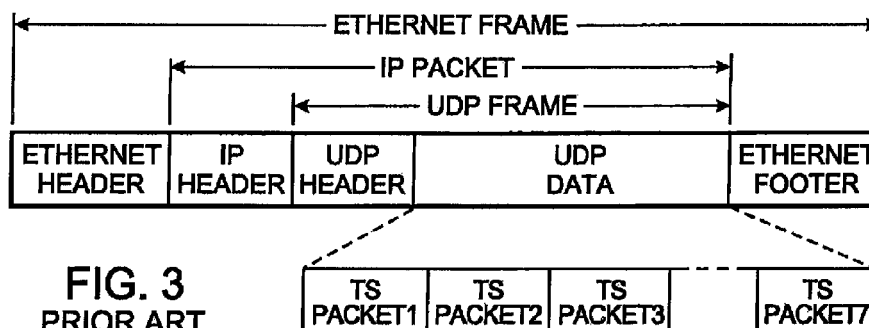 ETHERNET FRAME
IP PACKET
UDP FRAME
ETHERNET HEADER
IP HEADER
UDP HEADER
UDP DATA
ETHERNET FOOTER
FIG. 3
PRIOR ART
TS PACKET1
TS PACKET2
TS PACKET3
TS PACKET7